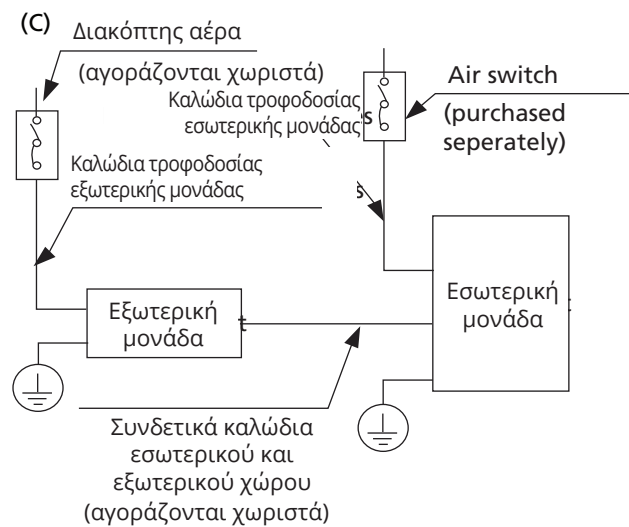 (C)
Διακόπτης αέρα
(αγοράζονται χωριστά)
Καλώδια τροφοδοσίας
εσωτερικής μονάδας
s
Air switch
(purchased
seperately)
Καλώδια τροφοδοσίας
εξωτερικής μονάδας
s
Εξωτερική
μονάδα
t
Εσωτερική
μονάδα
t
Συνδετικά καλώδια
εσωτερικού και
εξωτερικού χώρου
(αγοράζονται χωριστά)